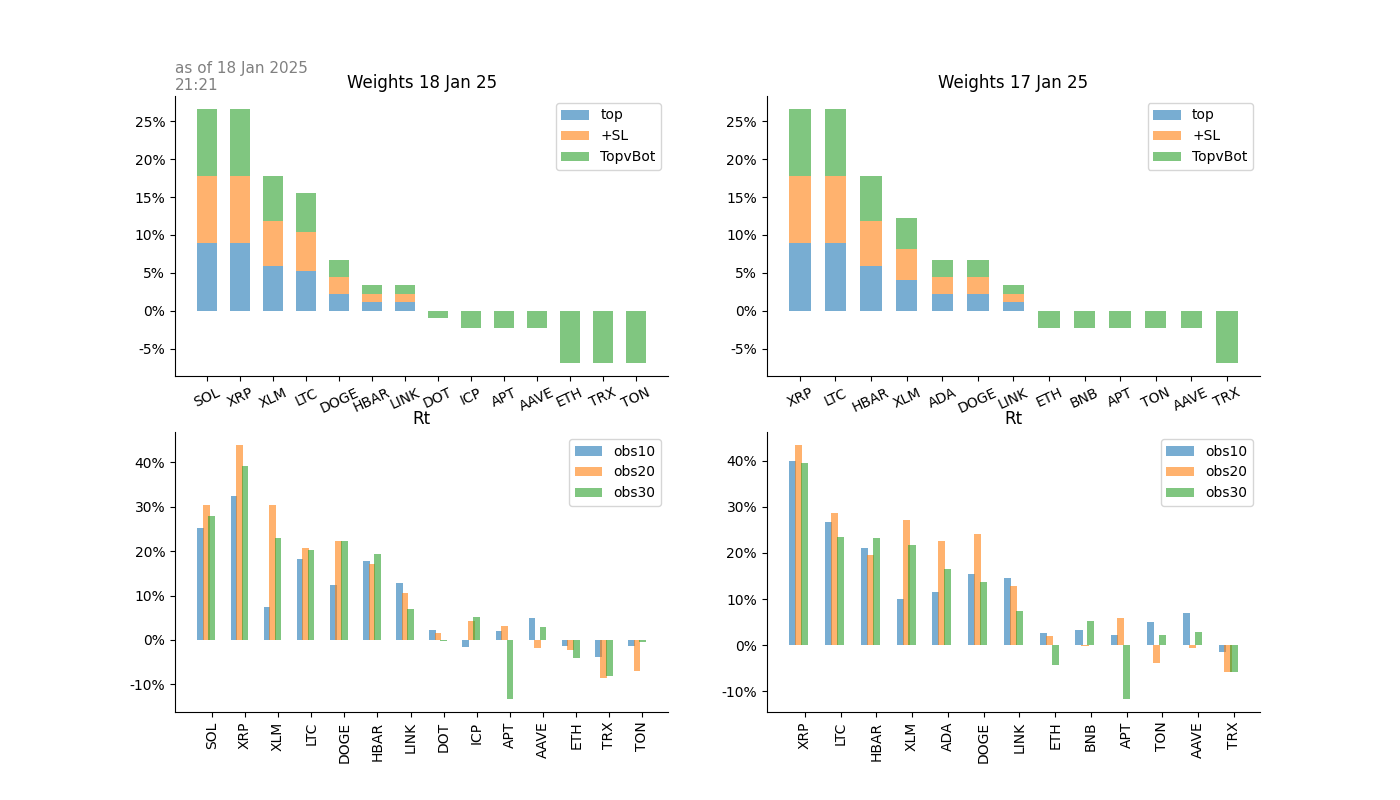 as of 18 Jan 2025
21:21
Weights 18 Jan 25
25%
20%
15%
10%
5%
0%
-5%
top
+SL
TopvBot
SOL XRP XLM LTC DOGE HBAR LINK DOT ICP APT AAVE ETH TRX TON
Weights 17 Jan 25
25%
20%
15%
10%
5%
0%
-5%
top
+SL
TopvBot
XRP LTC HBAR XLM ADA DOGE LINK ETH BNB APT TON AAVE TRX
Rt
40%
30%
20%
10%
0%
-10%
obs10
obs20
obs30
SOL XRP XLM LTC DOGE HBAR LINK DOT ICP APT AAVE ETH TRX TON
Rt
40%
30%
20%
10%
0%
-10%
obs10
obs20
obs30
XRP LTC HBAR XLM ADA DOGE LINK ETH BNB APT TON AAVE TRX